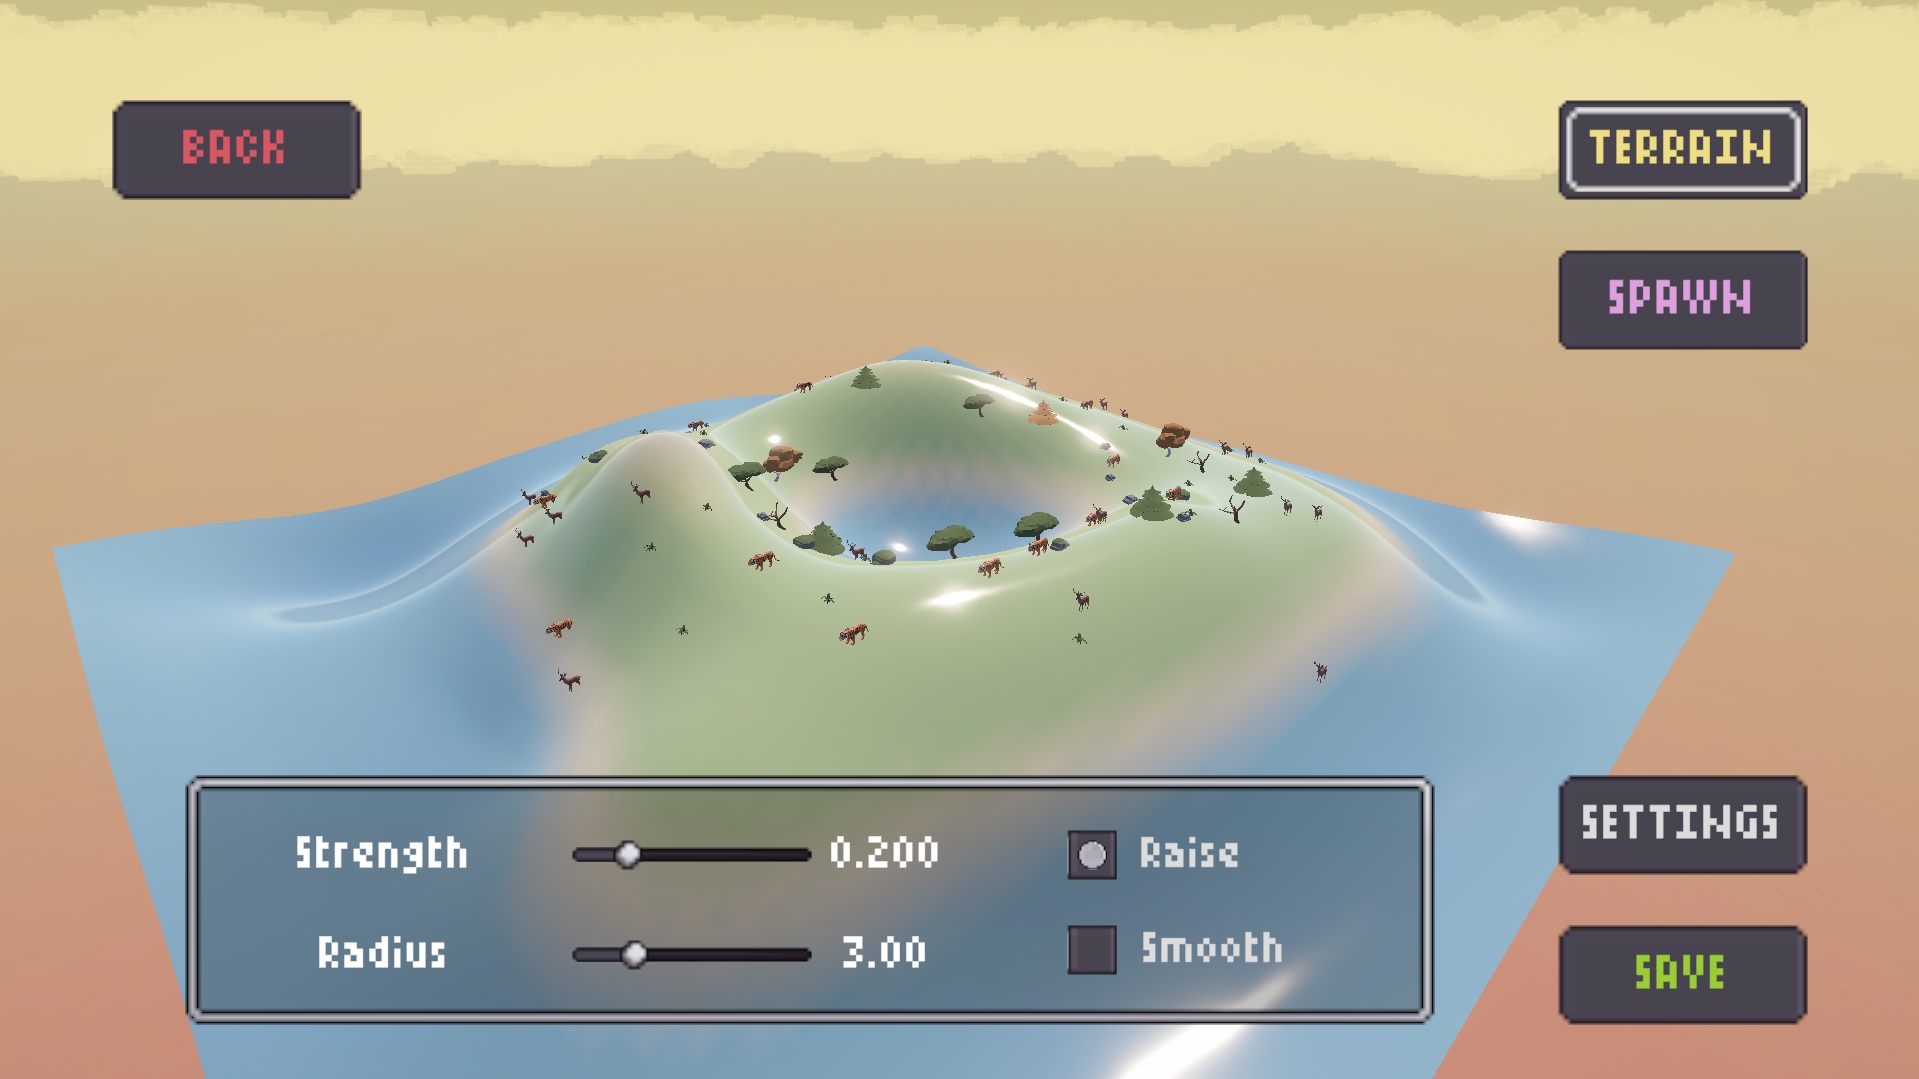 BACK
TERRAIN
SPAWN
Strength 0.200 Raise
Radius 3.00 Smooth
SETTINGS
SAVE